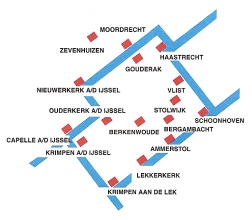 MOORDRECHT
ZEVENHUIZEN
HAASTRECHT
GOUDERAK
NIEUWERKERK A/D IJSSEL
VLIST
OUDERKERK A/D IJSSEL
STOLWIJK
SCHOONHOVEN
BERKENWOUDE
BERGAMBACHT
CAPELLE A/D IJSSEL
AMMERSTOL
KRIMPEN A/D IJSSEL
LEKKERKERK
KRIMPEN AAN DE LEK